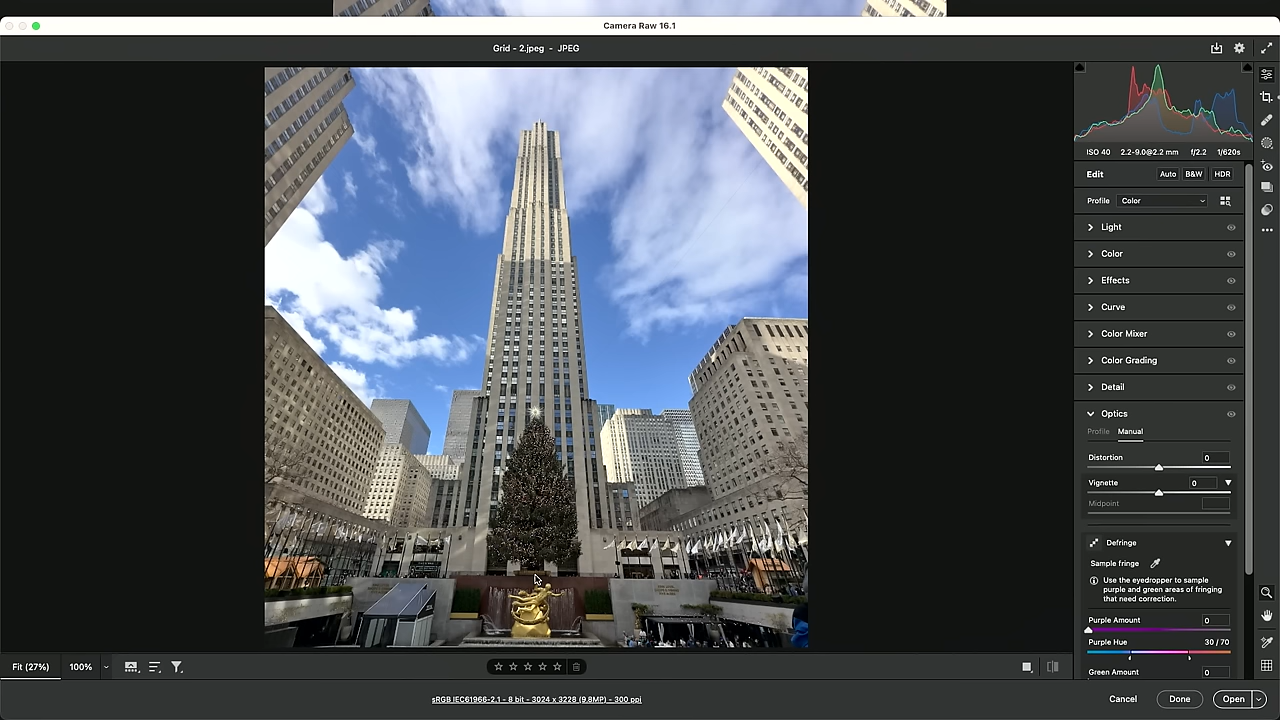 Camera Raw 16.1
Grid - 2.jpeg - JPEG
ISO 40 2.2-9.0@2.2 mm f/2.2 1/620s
Edit Auto B&W HDR
Profile Color
Light
Color
Effects
Curve
Color Mixer
Color Grading
Detail
Optics
Profile Manual
Distortion 0
Vignette 0
Midpoint
Defringe
Sample fringe
Use the eyedropper to sample
purple and green areas of fringing
that need correction.
Purple Amount 0
Purple Hue 30 / 70
Green Amount 0
Fit (27%) 100%
sRGB IEC61966-2.1 - 8 bit - 3024 x 3228 (9.8MP) - 300 ppi
Cancel Done Open